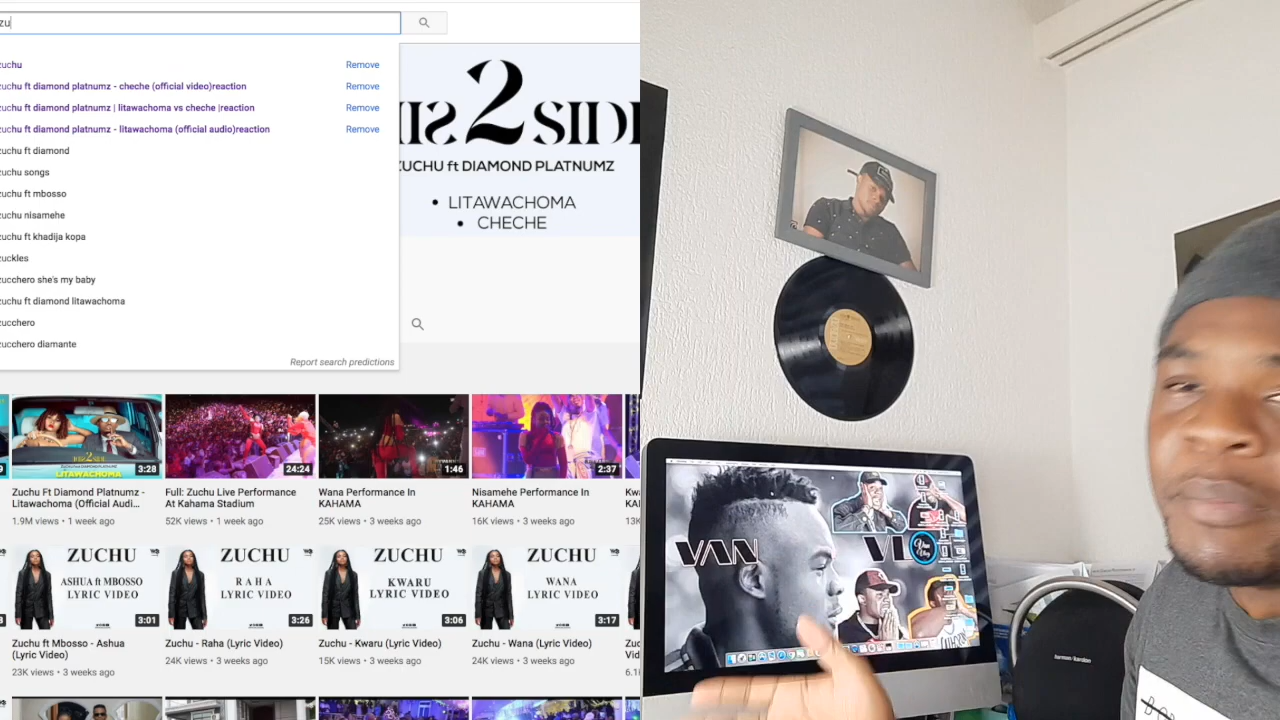 zu
zuchu Remove
zuchu ft diamond platnumz - cheche (official video)reaction Remove
zuchu ft diamond platnumz | litawachoma vs cheche |reaction Remove
zuchu ft diamond platnumz - litawachoma (official audio)reaction Remove
zuchu ft diamond
zuchu songs
zuchu ft mbosso
zuchu nisamehe
zuchu ft khadija kopa
zuckles
zucchero she's my baby
zuchu ft diamond litawachoma
zucchero
zucchero diamante
Report search predictions
2
ZUCHU ft DIAMOND PLATNUMZ
• LITAWACHOMA
• CHECHE
LITAWACHOMA
3:28
24:24
1:46
2:37
Zuchu Ft Diamond Platnumz -
Litawachoma (Official Audi...
1.9M views • 1 week ago
Full: Zuchu Live Performance
At Kahama Stadium
52K views • 1 week ago
Wana Performance In
KAHAMA
25K views • 3 weeks ago
Nisamehe Performance In
KAHAMA
16K views • 3 weeks ago
13K
ZUCHU
ASHUA ft MBOSSO
LYRIC VIDEO
3:01
ZUCHU
RAHA
LYRIC VIDEO
3:26
ZUCHU
KWARU
LYRIC VIDEO
3:06
ZUCHU
WANA
LYRIC VIDEO
3:17
Zuchu ft Mbosso - Ashua
(Lyric Video)
23K views • 3 weeks ago
Zuchu - Raha (Lyric Video)
24K views • 3 weeks ago
Zuchu - Kwaru (Lyric Video)
15K views • 3 weeks ago
Zuchu - Wana (Lyric Video)
24K views • 3 weeks ago
VAN
harman/kardon